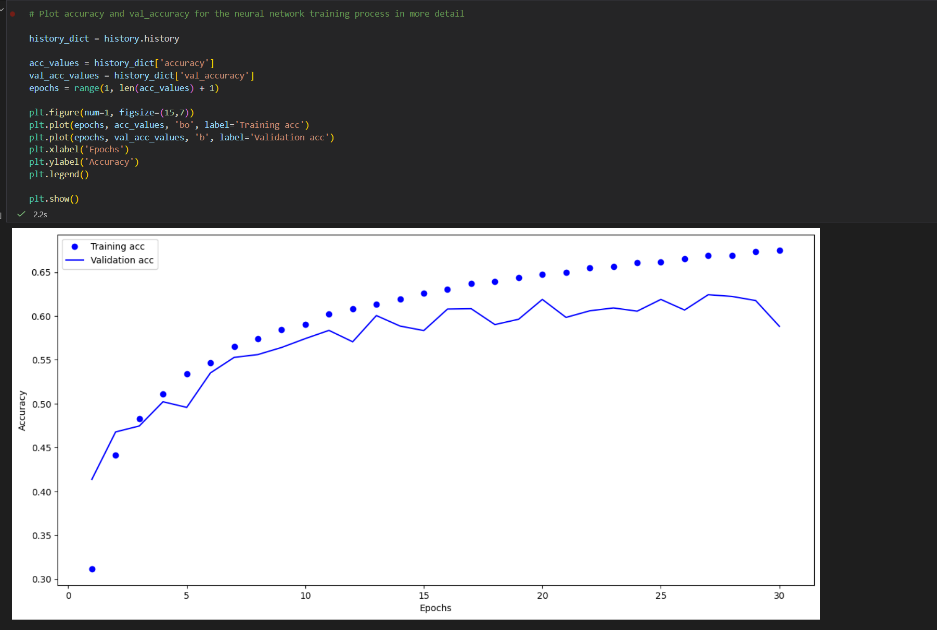 # Plot accuracy and val_accuracy for the neural network training process in more detail
history_dict = history.history
acc_values = history_dict['accuracy']
val_acc_values = history_dict['val_accuracy']
epochs = range(1, len(acc_values) + 1)
plt.figure(num=1, figsize=(15,7))
plt.plot(epochs, acc_values, 'bo', label='Training acc')
plt.plot(epochs, val_acc_values, 'b', label='Validation acc')
plt.xlabel('Epochs')
plt.ylabel('Accuracy')
plt.legend()
plt.show()
2.2s
Training acc
Validation acc
0.65
0.60
0.55
0.50
0.45
0.40
0.35
0.30
Accuracy
0 5 10 15 20 25 30
Epochs